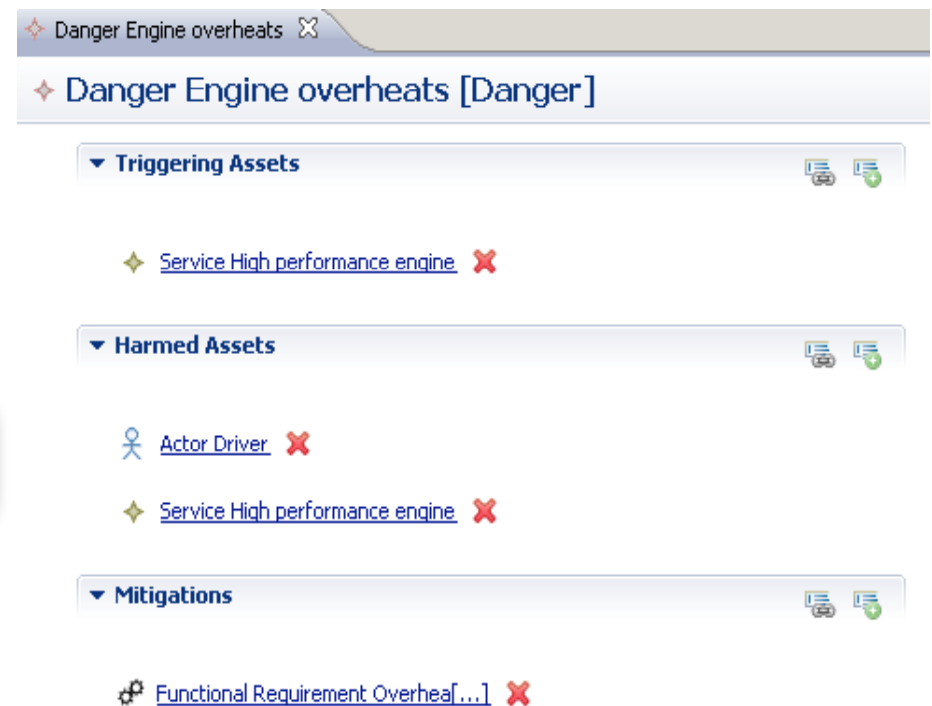 Danger Engine overheats
Danger Engine overheats [Danger]
Triggering Assets
Service High performance engine
Harmed Assets
Actor Driver
Service High performance engine
Mitigations
Functional Requirement Overhea[...]